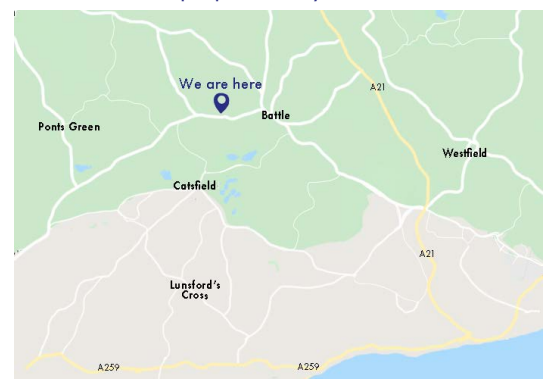 We are here
A21
Battle
Ponts Green
Westfield
Catsfield
A21
Lunsford's
Cross
A259
A259